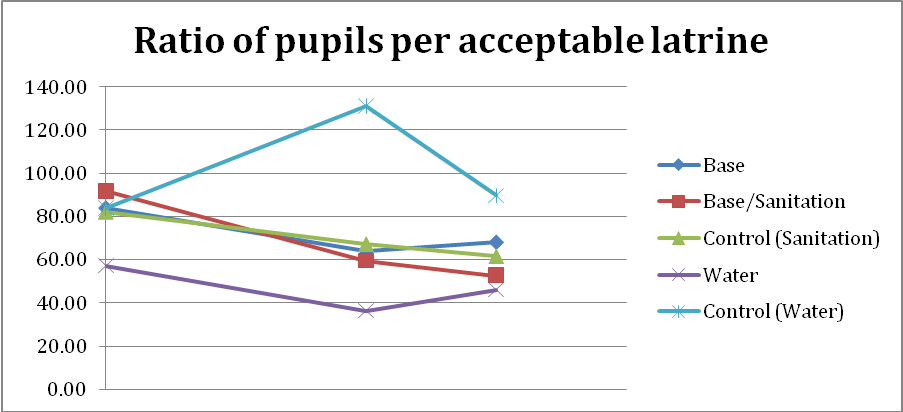 Ratio of pupils per acceptable latrine
140.00
120.00
100.00
80.00
60.00
40.00
20.00
0.00
Base
Base/Sanitation
Control (Sanitation)
Water
Control (Water)